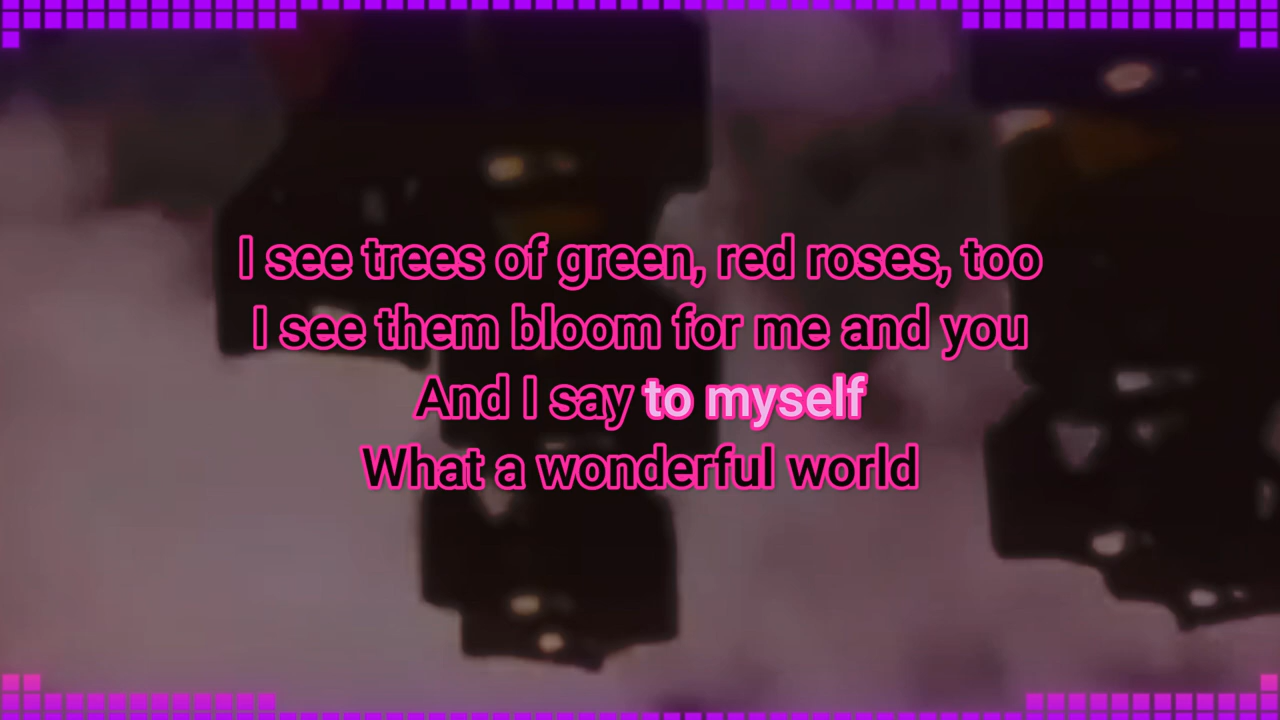 I see trees of green, red roses, too
I see them bloom for me and you
And I say to myself
What a wonderful world